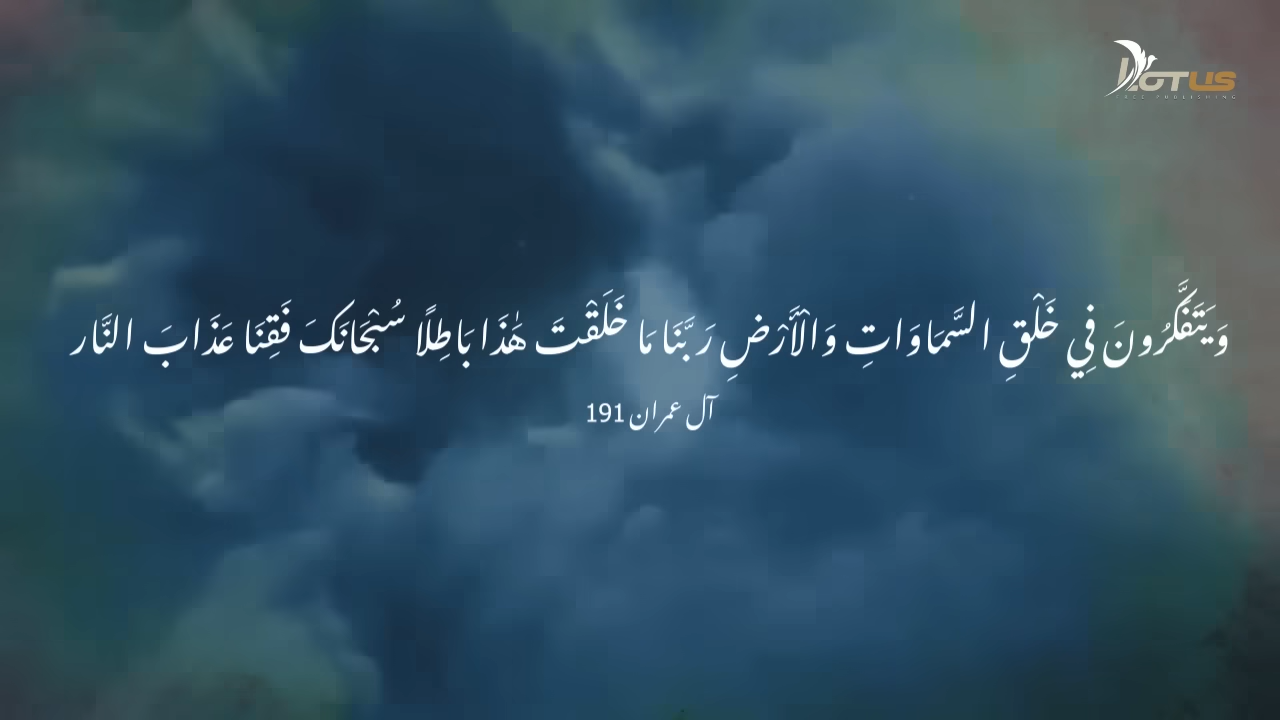 LOTUS
وَيَتَفَكَّرُونَ فِي خَلْقِ السَّمَاوَاتِ وَالْأَرْضِ رَبَّنَا مَا خَلَقْتَ هَٰذَا بَاطِلًا سُبْحَانَكَ فَقِنَا عَذَابَ النَّار
آل عمران 191